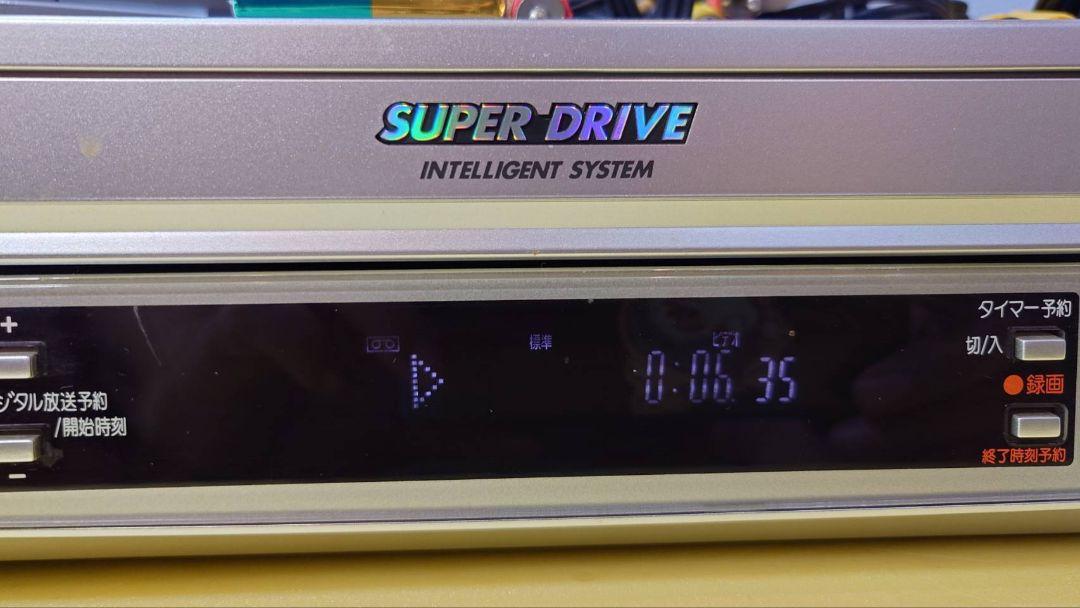 SUPER DRIVE
INTELLIGENT SYSTEM
タイマー予約
切/入
標準
ビデオ
0:06.35
録画
ジタル放送予約
/開始時刻
終了時刻予約
+
-